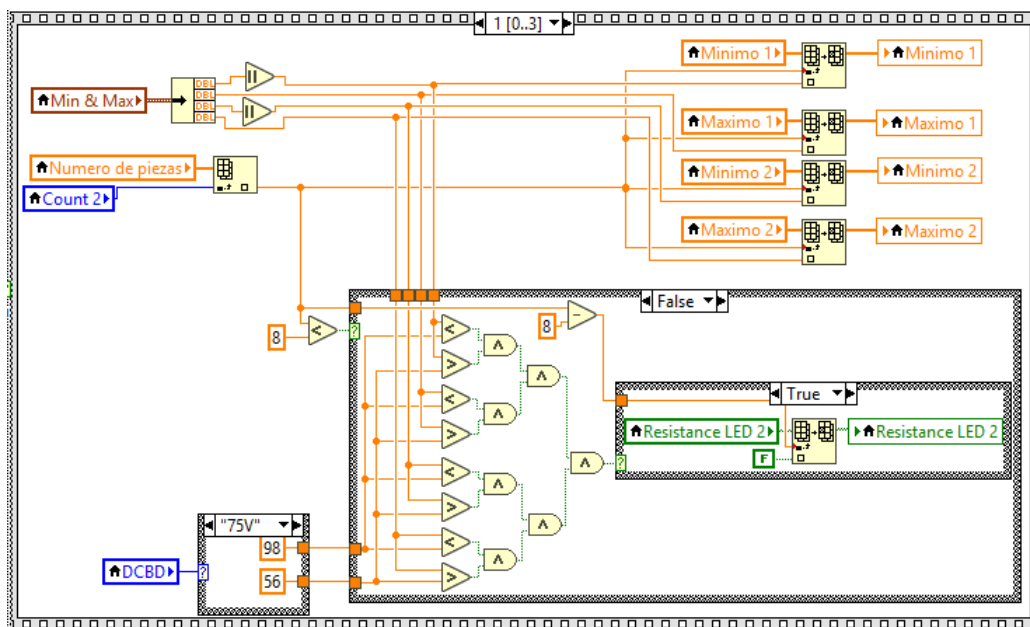 1 [0..3]
Minimo 1
Minimo 1
Min & Max
DBL
DBL
DBL
DBL
Maximo 1
Maximo 1
Numero de piezas
Minimo 2
Minimo 2
Count 2
Maximo 2
Maximo 2
False
8
8
True
Resistance LED 2
Resistance LED 2
F
"75V"
98
DCBD
56